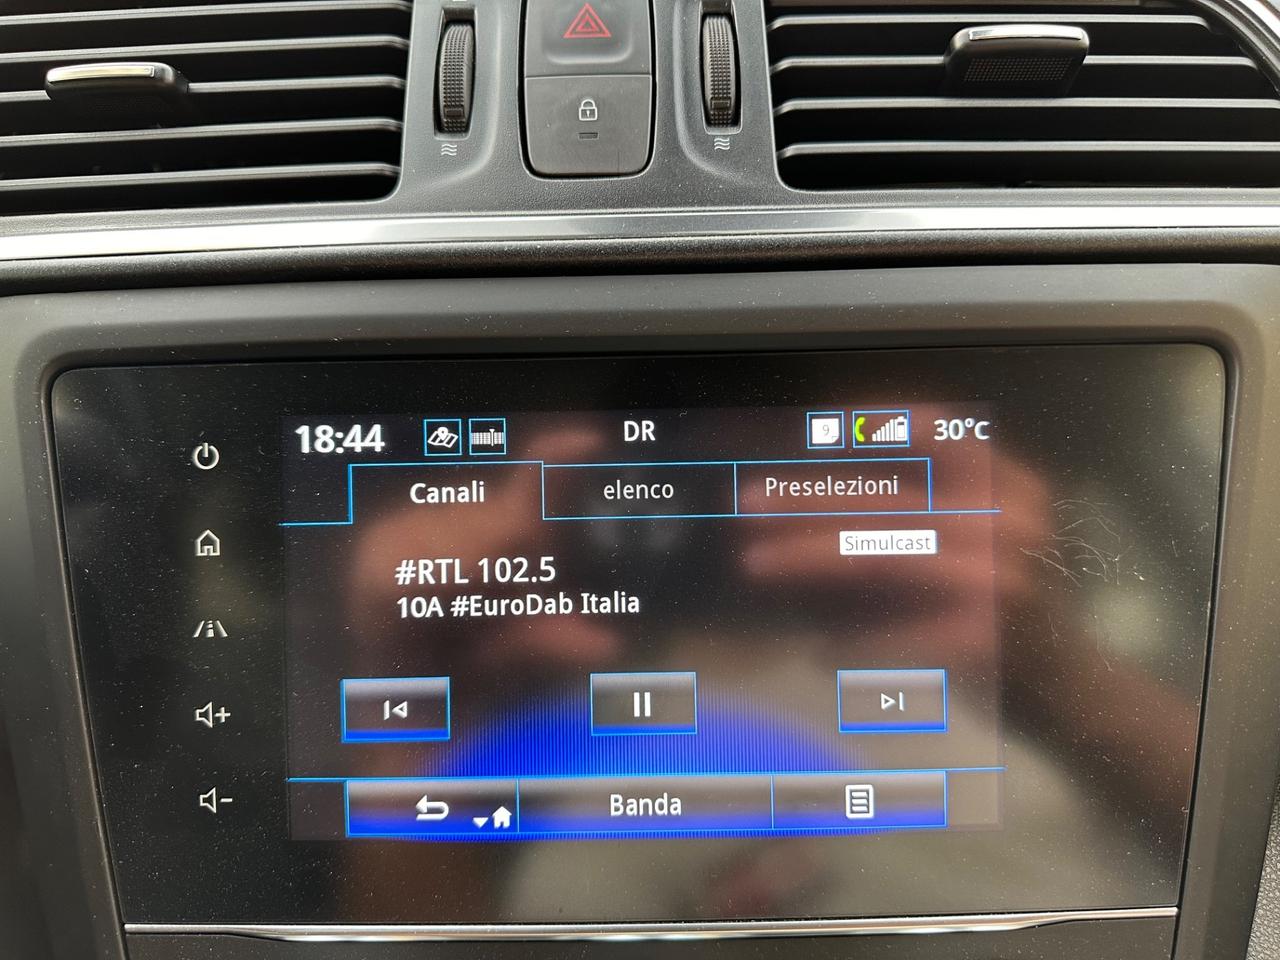 18:44 DR 9 30°C
Canali elenco Preselezioni
Simulcast
#RTL 102.5
10A #EuroDab Italia
Banda